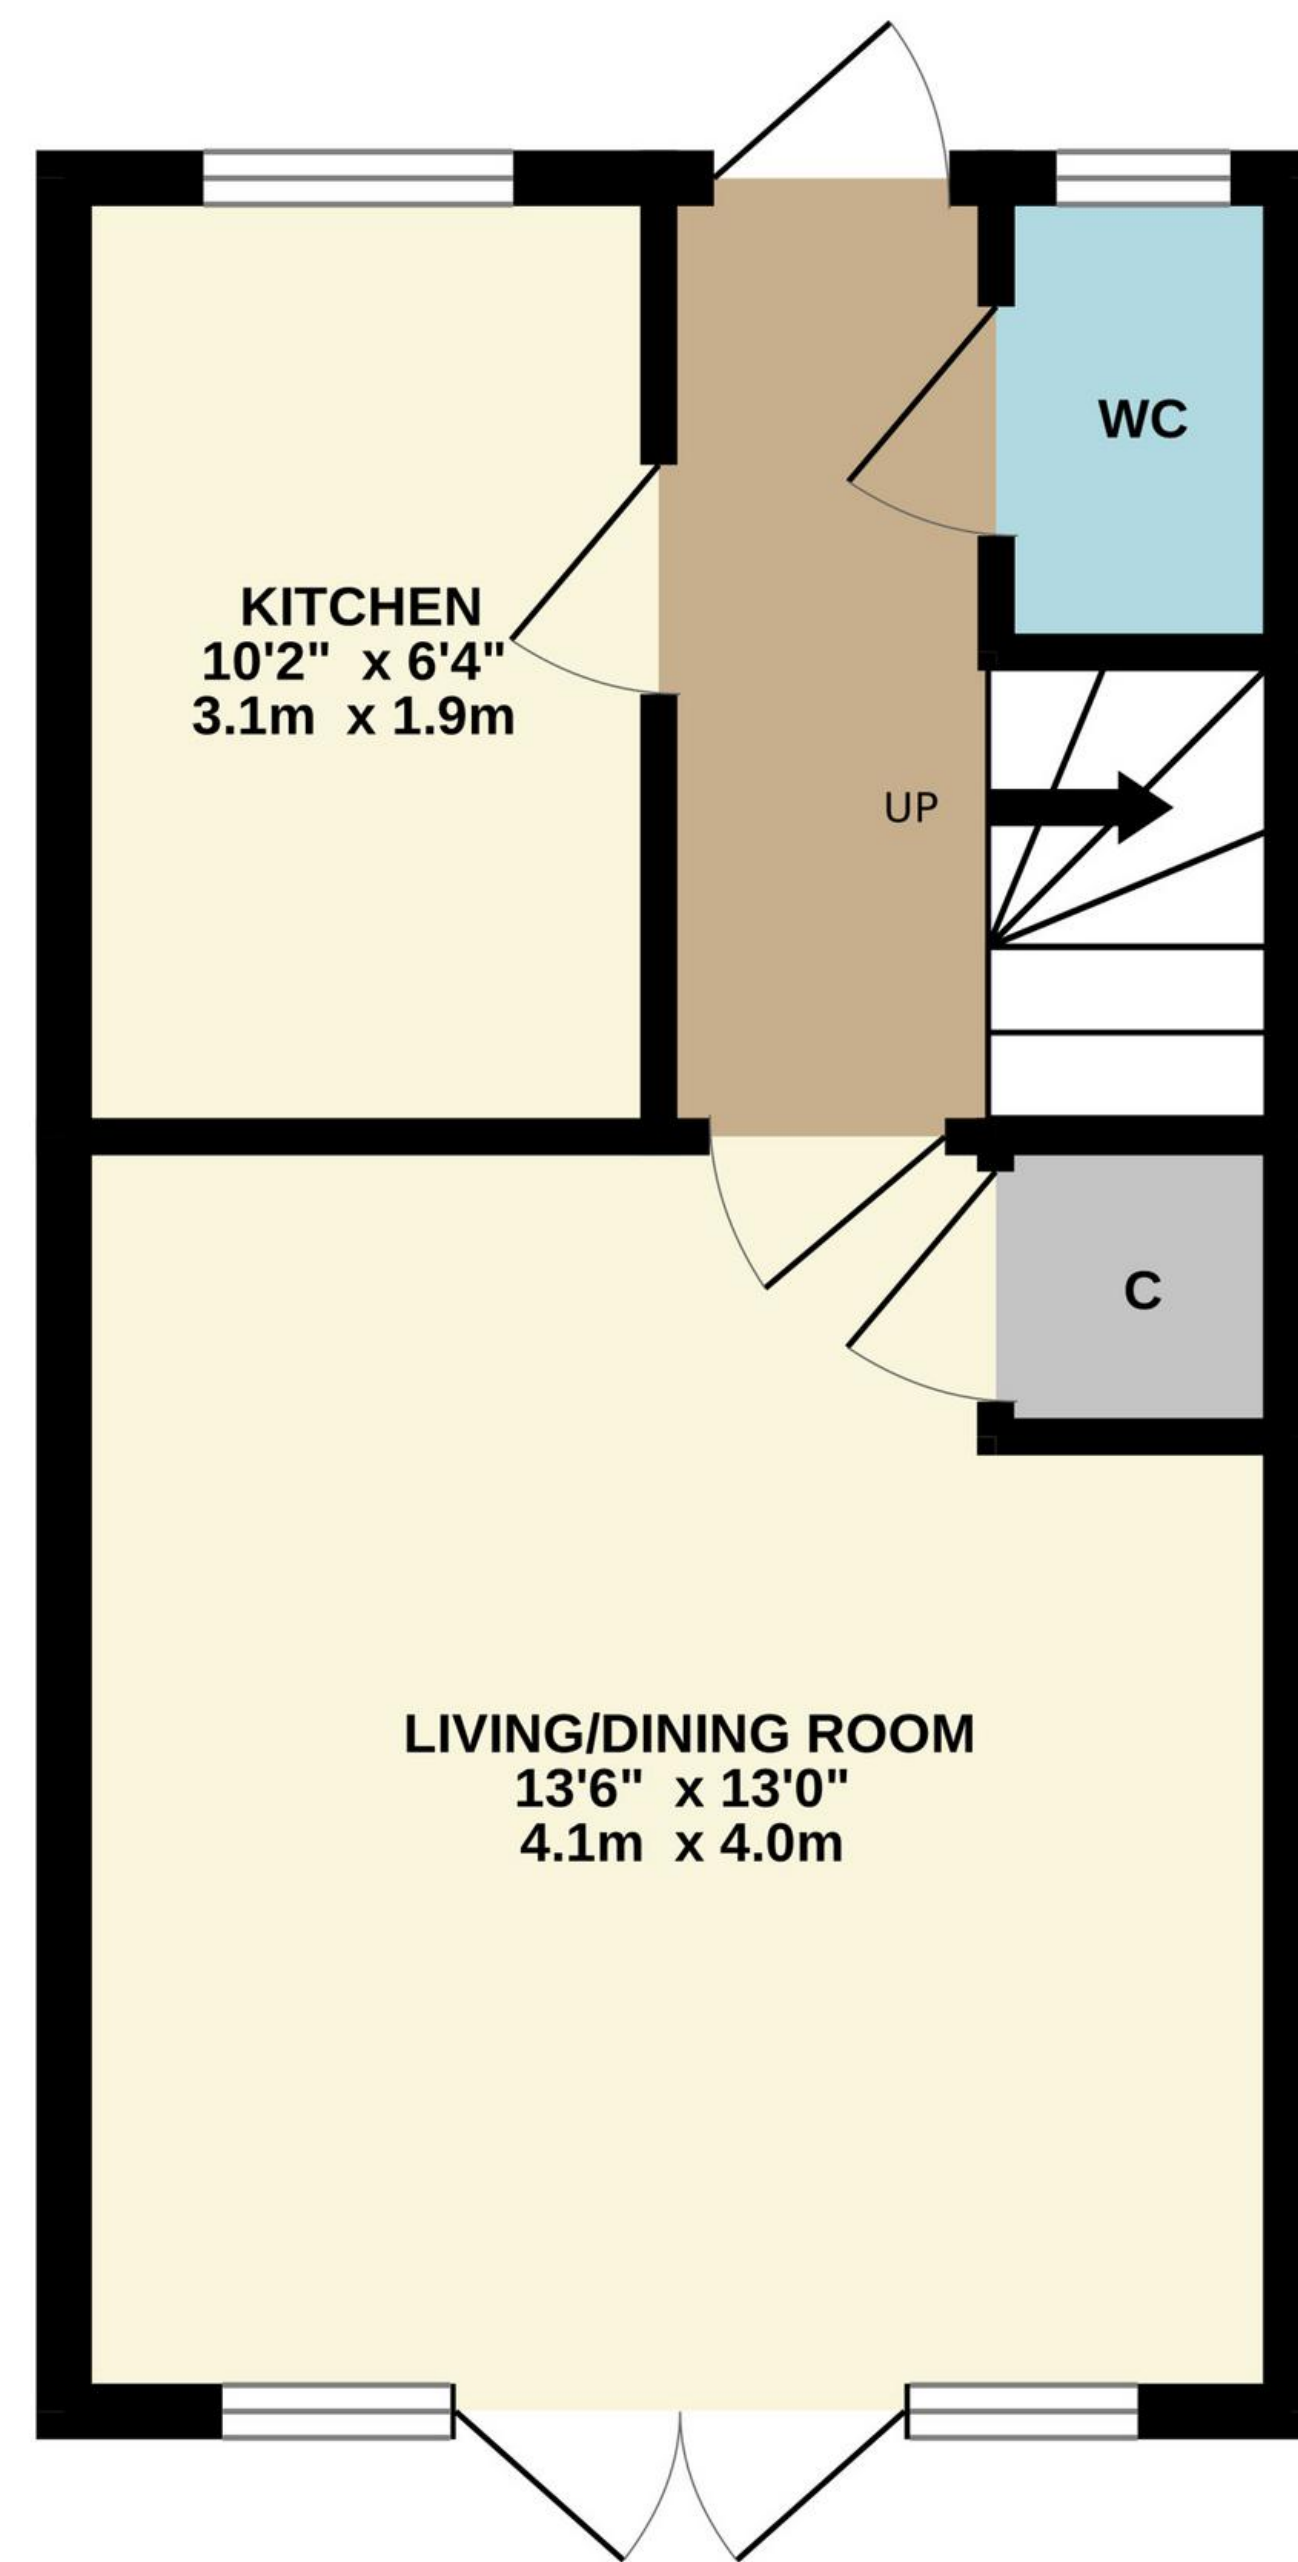 WC
KITCHEN
10'2" x 6'4"
3.1m x 1.9m
UP
C
LIVING/DINING ROOM
13'6" x 13'0"
4.1m x 4.0m